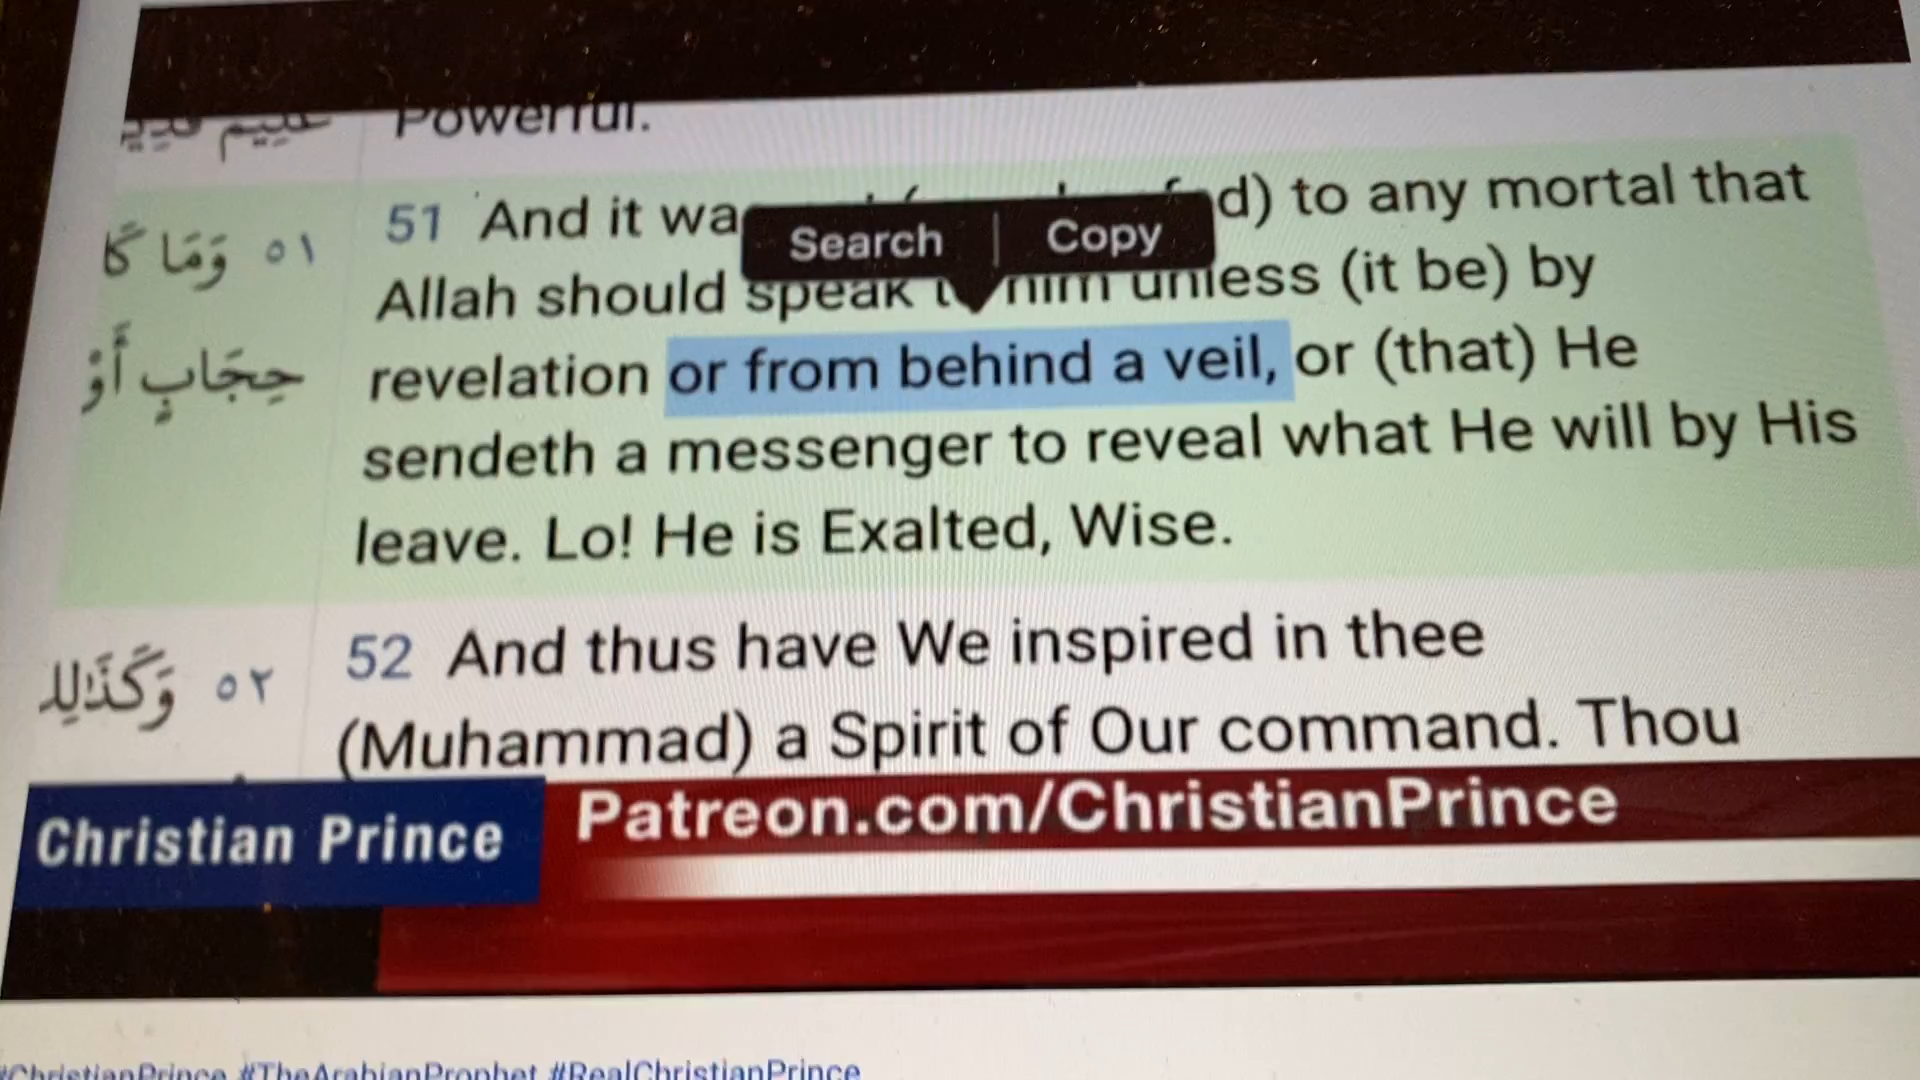 Powerful.
51 And it wa d) to any mortal that
Search | Copy
Allah should speak him unless (it be) by
revelation or from behind a veil, or (that) He
sendeth a messenger to reveal what He will by His
leave. Lo! He is Exalted, Wise.
٥١ وَمَا كَا
حِجَابٍ أَوْ
52 And thus have We inspired in thee
(Muhammad) a Spirit of Our command. Thou
٥٢ وَكَذَٰلِكَ
Christian Prince
Patreon.com/ChristianPrince
#ChristianPrince #TheArabianProphet #RealChristianPrince